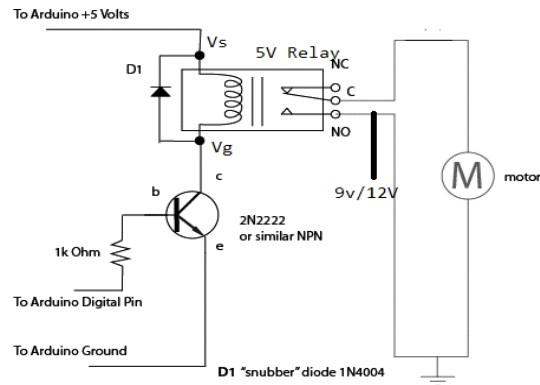 To Arduino +5 Volts
Vs
5V Relay
NC
D1
C
NO
Vg
9v/12V
M
motor
c
b
2N2222
or similar NPN
e
1k Ohm
To Arduino Digital Pin
To Arduino Ground
D1 "snubber" diode 1N4004